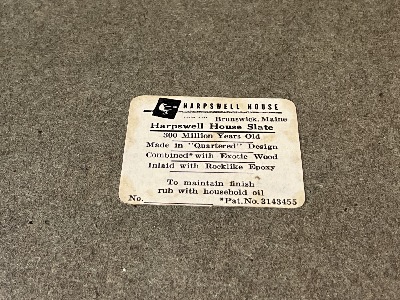 HARPSWELL HOUSE
Brunswick, Maine
Harpswell House Slate
300 Million Years Old
Made in "Quartered" Design
Combined* with Exotic Wood
Inlaid with Rocklike Epoxy
To maintain finish
rub with household oil
No. *Pat. No. 3143455